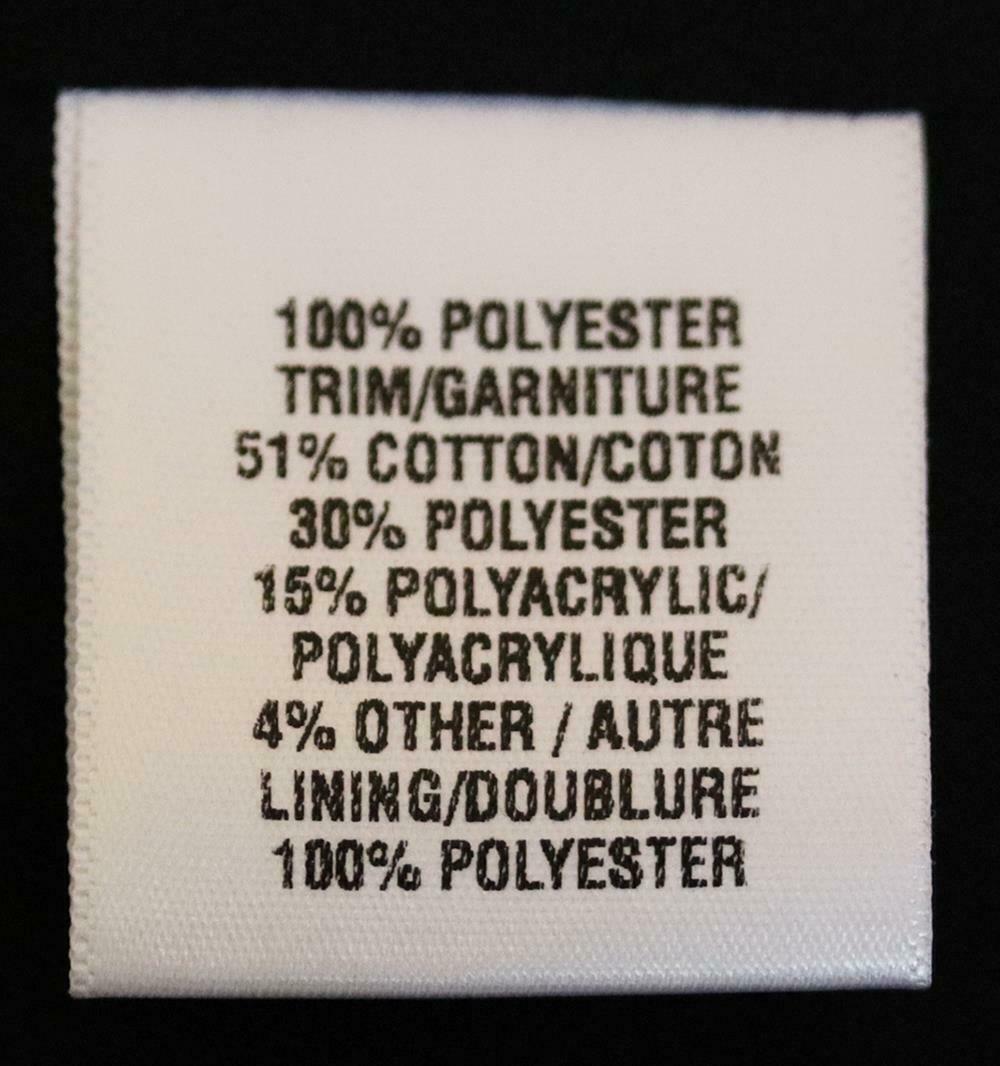 100% POLYESTER
TRIM/GARNITURE
51% COTTON/COTON
30% POLYESTER
15% POLYACRYLIC/
POLYACRYLIQUE
4% OTHER / AUTRE
LINING/DOUBLURE
100% POLYESTER